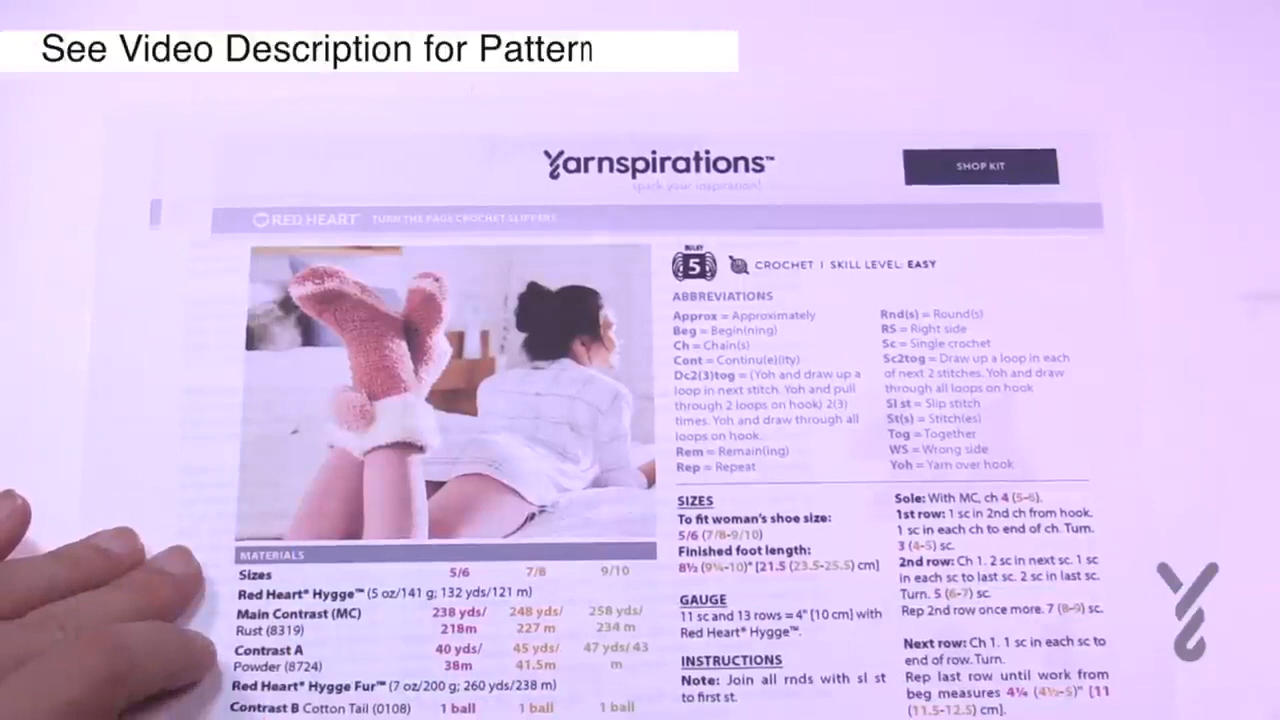 See Video Description for Pattern
Yarnspirations™
spark your inspiration!
SHOP KIT
RED HEART TURN THE PAGE CROCHET SLIPPERS
BULKY
5
CROCHET I SKILL LEVEL: EASY
ABBREVIATIONS
Approx = Approximately
Beg = Begin(ning)
Ch = Chain(s)
Cont = Continu(e)(ity)
Dc2(3)tog = (Yoh and draw up a
loop in next stitch. Yoh and pull
through 2 loops on hook) 2(3)
times. Yoh and draw through all
loops on hook.
Rem = Remain(ing)
Rep = Repeat
Rnd(s) = Round(s)
RS = Right side
Sc = Single crochet
Sc2tog = Draw up a loop in each
of next 2 stitches. Yoh and draw
through all loops on hook
Sl st = Slip stitch
St(s) = Stitch(es)
Tog = Together
WS = Wrong side
Yoh = Yarn over hook
MATERIALS
Sizes 5/6 7/8 9/10
Red Heart® Hygge™ (5 oz/141 g; 132 yds/121 m)
Main Contrast (MC) 238 yds/ 248 yds/ 258 yds/
Rust (8319) 218m 227 m 234 m
Contrast A 40 yds/ 45 yds/ 47 yds/ 43
Powder (8724) 38m 41.5m m
Red Heart® Hygge Fur™ (7 oz/200 g; 260 yds/238 m)
Contrast B Cotton Tail (0108) 1 ball 1 ball 1 ball
SIZES
To fit woman's shoe size:
5/6 (7/8-9/10)
Finished foot length:
8½ (9¼-10)" [21.5 (23.5-25.5) cm]
GAUGE
11 sc and 13 rows = 4" [10 cm] with
Red Heart® Hygge™.
INSTRUCTIONS
Note: Join all rnds with sl st
to first st.
Sole: With MC, ch 4 (5-6).
1st row: 1 sc in 2nd ch from hook.
1 sc in each ch to end of ch. Turn.
3 (4-5) sc.
2nd row: Ch 1. 2 sc in next sc. 1 sc
in each sc to last sc. 2 sc in last sc.
Turn. 5 (6-7) sc.
Rep 2nd row once more. 7 (8-9) sc.
Next row: Ch 1. 1 sc in each sc to
end of row. Turn.
Rep last row until work from
beg measures 4¼ (4½-5)" [11
(11.5-12.5) cm].